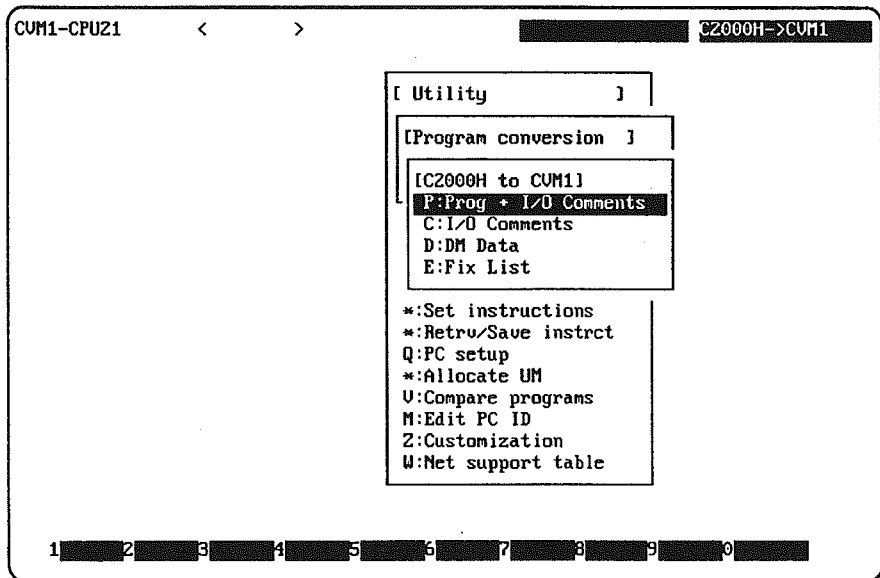 CVM1-CPU21 < > C2000H->CVM1
[ Utility ]
[Program conversion ]
[C2000H to CVM1]
P:Prog + I/O Comments
C:I/O Comments
D:DM Data
E:Fix List
*:Set instructions
*:Retrv/Save instrct
Q:PC setup
*:Allocate UM
V:Compare programs
M:Edit PC ID
Z:Customization
W:Net support table
1 2 3 4 5 6 7 8 9 0